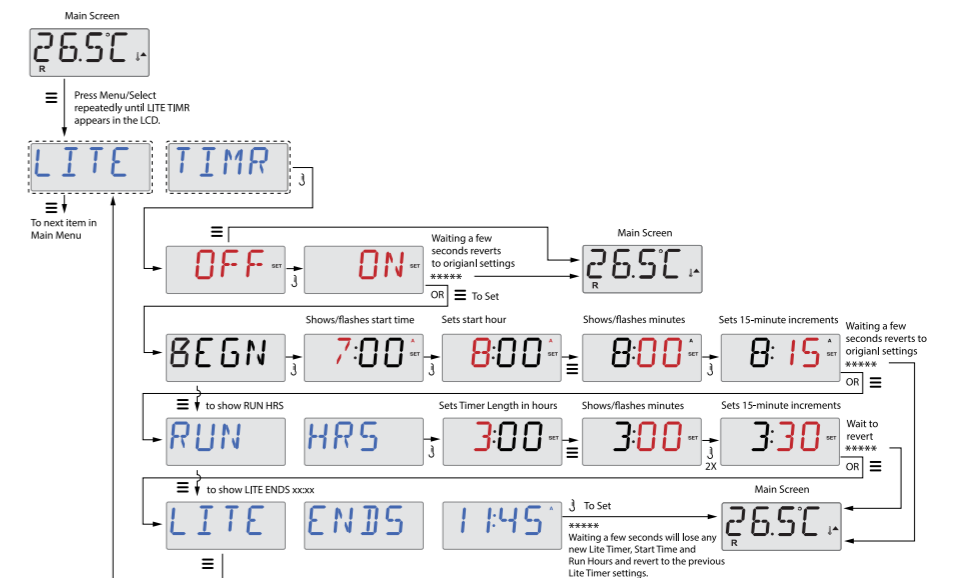 Main Screen
26.5°C
R
Press Menu/Select
repeatedly until LITE TIMR
appears in the LCD.
LITE TIMR
To next item in
Main Menu
OFF SET
ON SET
Waiting a few
seconds reverts
to origianl settings
*****
OR ≡ To Set
Main Screen
26.5°C
R
Shows/flashes start time
Sets start hour
Shows/flashes minutes
Sets 15-minute increments
BEGN
7:00 A SET
8:00 A SET
8:00 A SET
8:15 A SET
Waiting a few
seconds reverts to
origianl settings
*****
OR
to show RUN HRS
Sets Timer Length in hours
Shows/flashes minutes
Sets 15-minute increments
RUN HRS
3:00 SET
3:00 SET
2X
3:30 SET
Wait to
revert
*****
OR
to show LITE ENDS xx:xx
LITE ENDS 11:45 A
To Set
*****
Waiting a few seconds will lose any
new Lite Timer, Start Time and
Run Hours and revert to the previous
Lite Timer settings.
Main Screen
26.5°C
R